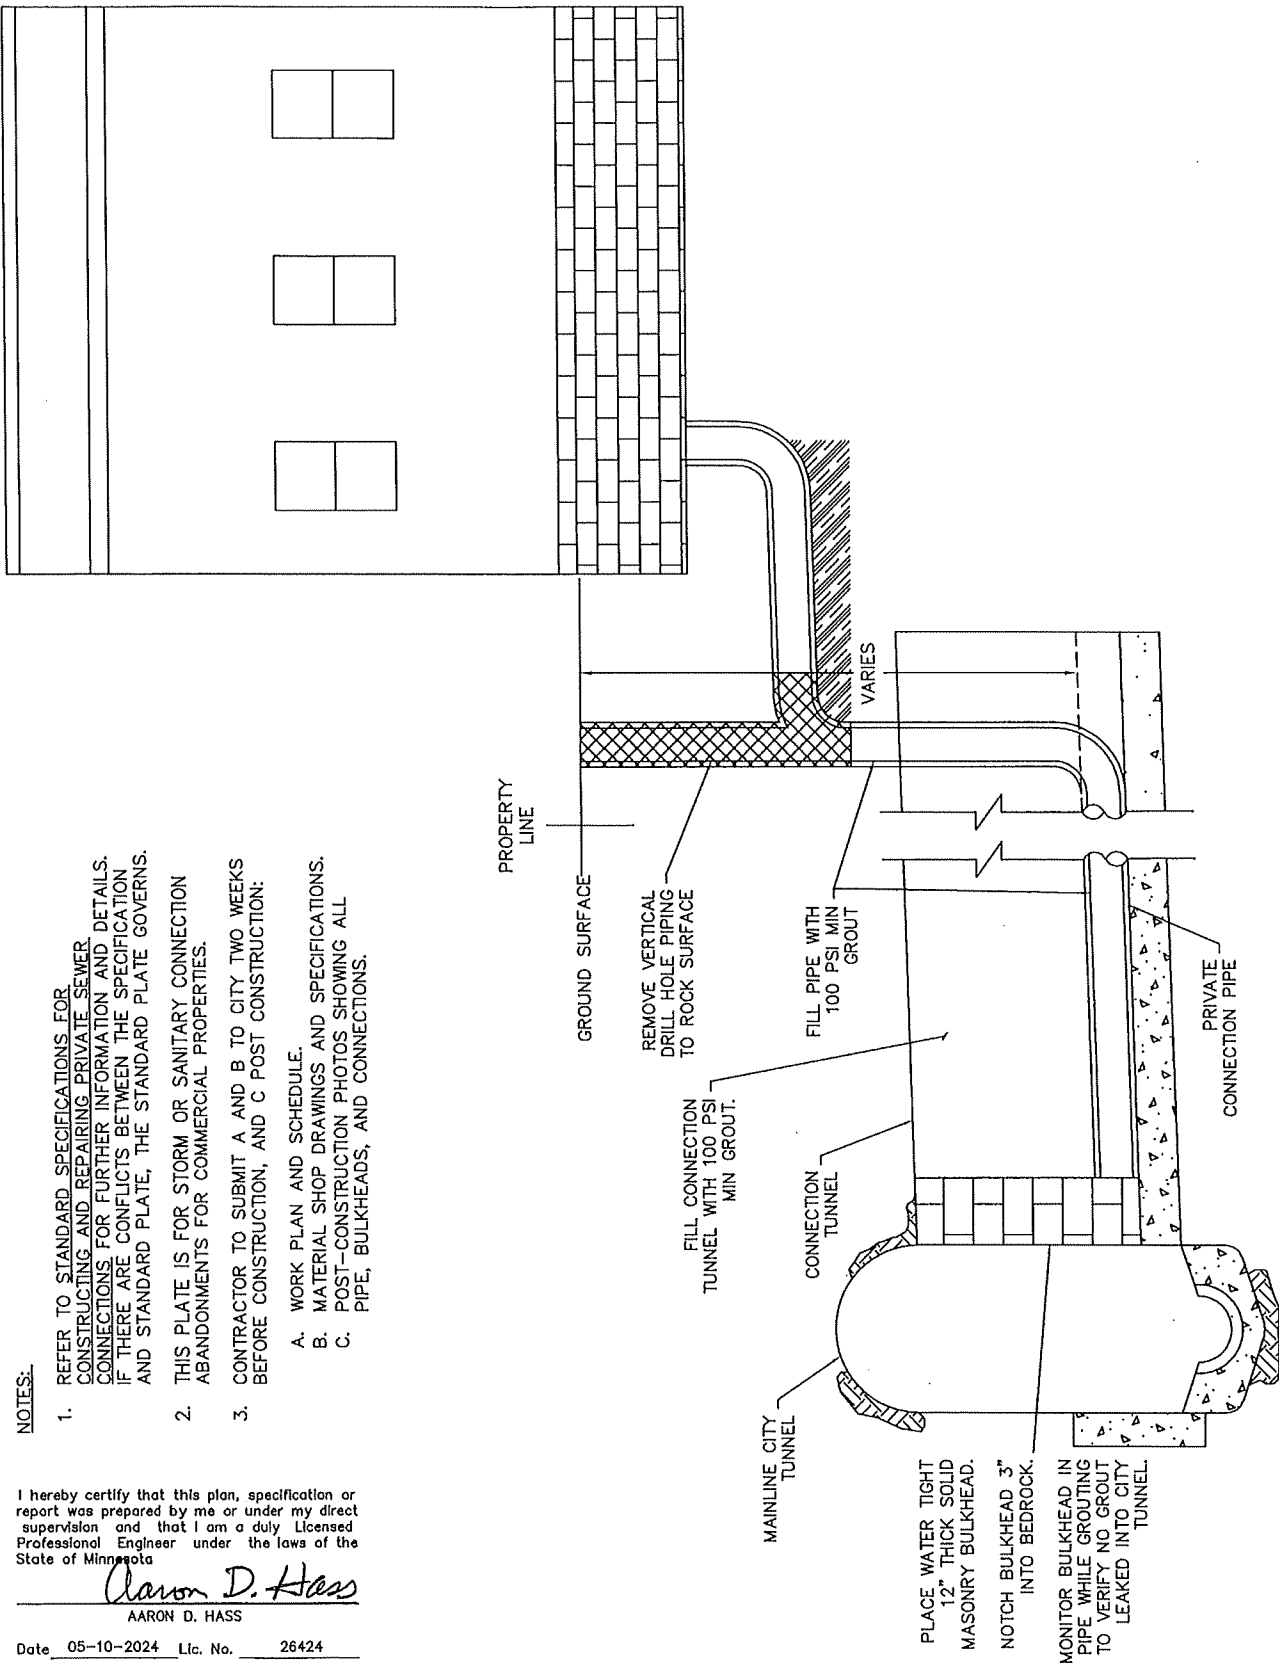 NOTES:
1. REFER TO STANDARD SPECIFICATIONS FOR
CONSTRUCTING AND REPAIRING PRIVATE SEWER
CONNECTIONS FOR FURTHER INFORMATION AND DETAILS.
IF THERE ARE CONFLICTS BETWEEN THE SPECIFICATION
AND STANDARD PLATE, THE STANDARD PLATE GOVERNS.
2. THIS PLATE IS FOR STORM OR SANITARY CONNECTION
ABANDONMENTS FOR COMMERCIAL PROPERTIES.
3. CONTRACTOR TO SUBMIT A AND B TO CITY TWO WEEKS
BEFORE CONSTRUCTION, AND C POST CONSTRUCTION:
A. WORK PLAN AND SCHEDULE.
B. MATERIAL SHOP DRAWINGS AND SPECIFICATIONS.
C. POST-CONSTRUCTION PHOTOS SHOWING ALL
PIPE, BULKHEADS, AND CONNECTIONS.
PROPERTY
LINE
GROUND SURFACE
REMOVE VERTICAL
DRILL HOLE PIPING
TO ROCK SURFACE
FILL PIPE WITH
100 PSI MIN
GROUT
VARIES
FILL CONNECTION
TUNNEL WITH 100 PSI
MIN GROUT.
CONNECTION
TUNNEL
PRIVATE
CONNECTION PIPE
MAINLINE CITY
TUNNEL
PLACE WATER TIGHT
12" THICK SOLID
MASONRY BULKHEAD.
NOTCH BULKHEAD 3"
INTO BEDROCK.
MONITOR BULKHEAD IN
PIPE WHILE GROUTING
TO VERIFY NO GROUT
LEAKED INTO CITY
TUNNEL.
I hereby certify that this plan, specification or
report was prepared by me or under my direct
supervision and that I am a duly Licensed
Professional Engineer under the laws of the
State of Minnesota
Aaron D. Hass
AARON D. HASS
Date 05-10-2024 Lic. No. 26424